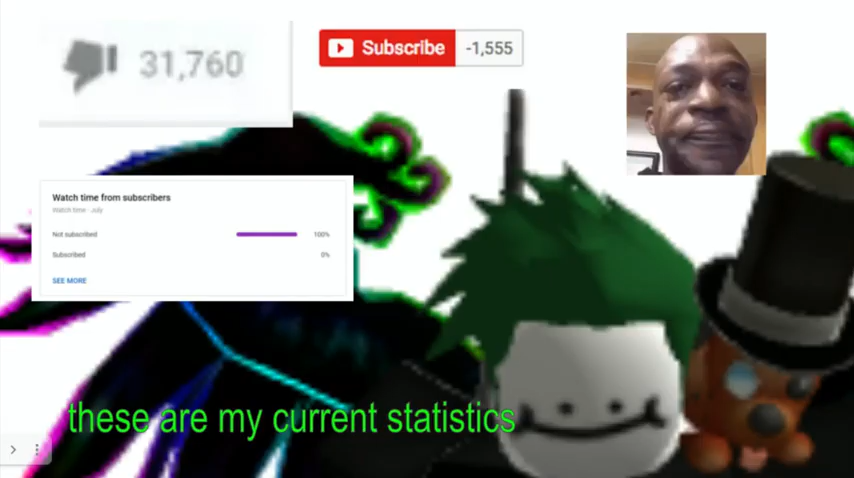 31,760
Subscribe -1,555
Watch time from subscribers
Watch time - July
Not subscribed 100%
Subscribed 0%
SEE MORE
these are my current statistics